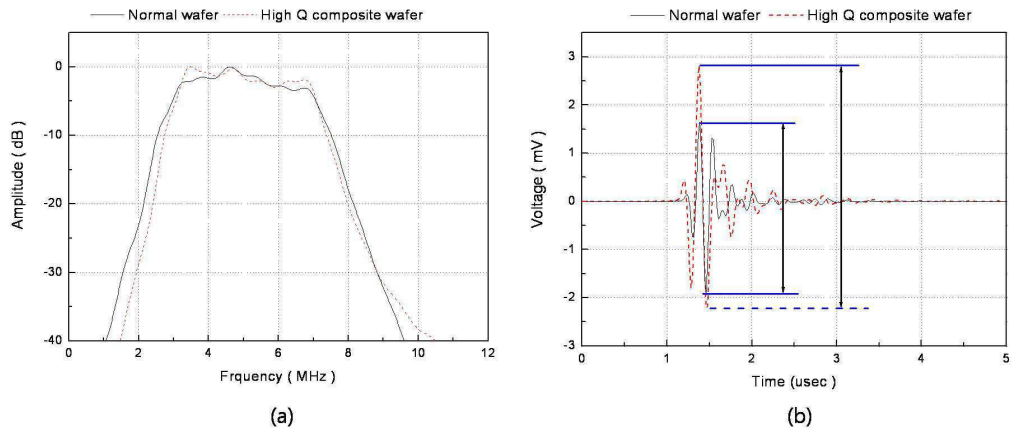 Normal wafer High Q composite wafer
0
-10
-20
-30
-40
Amplitude ( dB )
0 2 4 6 8 10 12
Frquency ( MHz )
(a)
Normal wafer High Q composite wafer
3
2
1
0
-1
-2
-3
Voltage ( mV )
0 1 2 3 4 5
Time (usec )
(b)